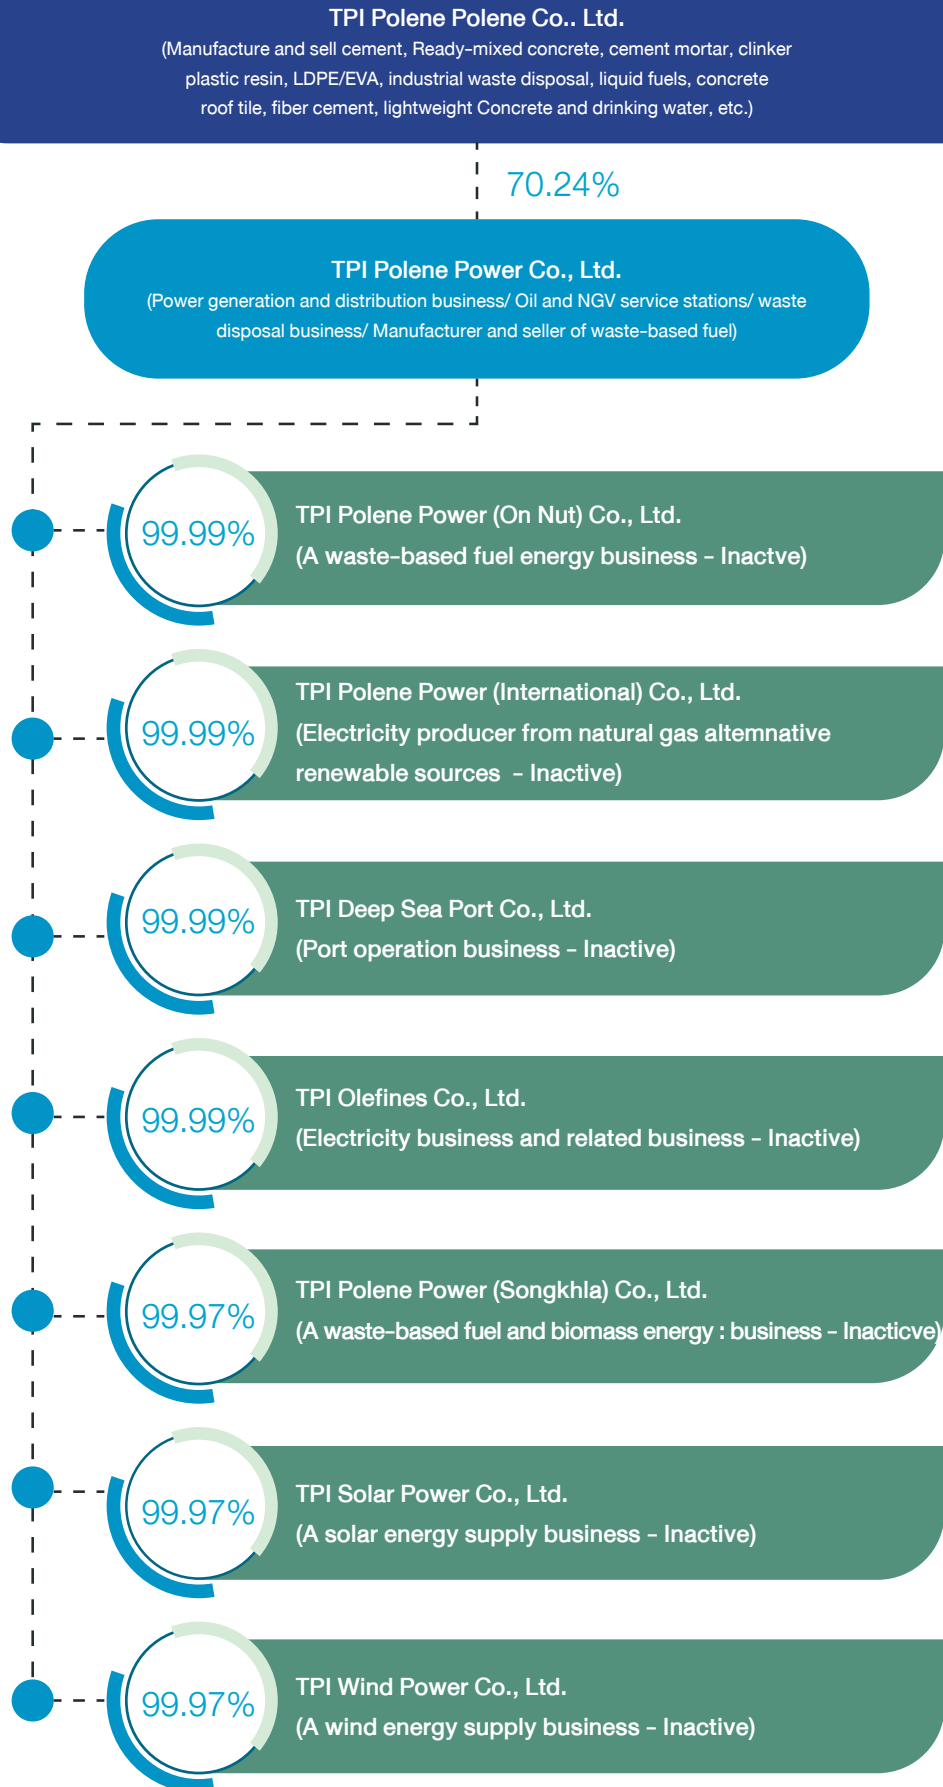 TPI Polene Polene Co.. Ltd.
(Manufacture and sell cement, Ready-mixed concrete, cement mortar, clinker
plastic resin, LDPE/EVA, industrial waste disposal, liquid fuels, concrete
roof tile, fiber cement, lightweight Concrete and drinking water, etc.)
70.24%
TPI Polene Power Co., Ltd.
(Power generation and distribution business/ Oil and NGV service stations/ waste
disposal business/ Manufacturer and seller of waste-based fuel)
99.99%
TPI Polene Power (On Nut) Co., Ltd.
(A waste-based fuel energy business - Inactve)
99.99%
TPI Polene Power (International) Co., Ltd.
(Electricity producer from natural gas altemnative
renewable sources  - Inactive)
99.99%
TPI Deep Sea Port Co., Ltd.
(Port operation business - Inactive)
99.99%
TPI Olefines Co., Ltd.
(Electricity business and related business - Inactive)
99.97%
TPI Polene Power (Songkhla) Co., Ltd.
(A waste-based fuel and biomass energy : business - Inacticve)
99.97%
TPI Solar Power Co., Ltd.
(A solar energy supply business - Inactive)
99.97%
TPI Wind Power Co., Ltd.
(A wind energy supply business - Inactive)